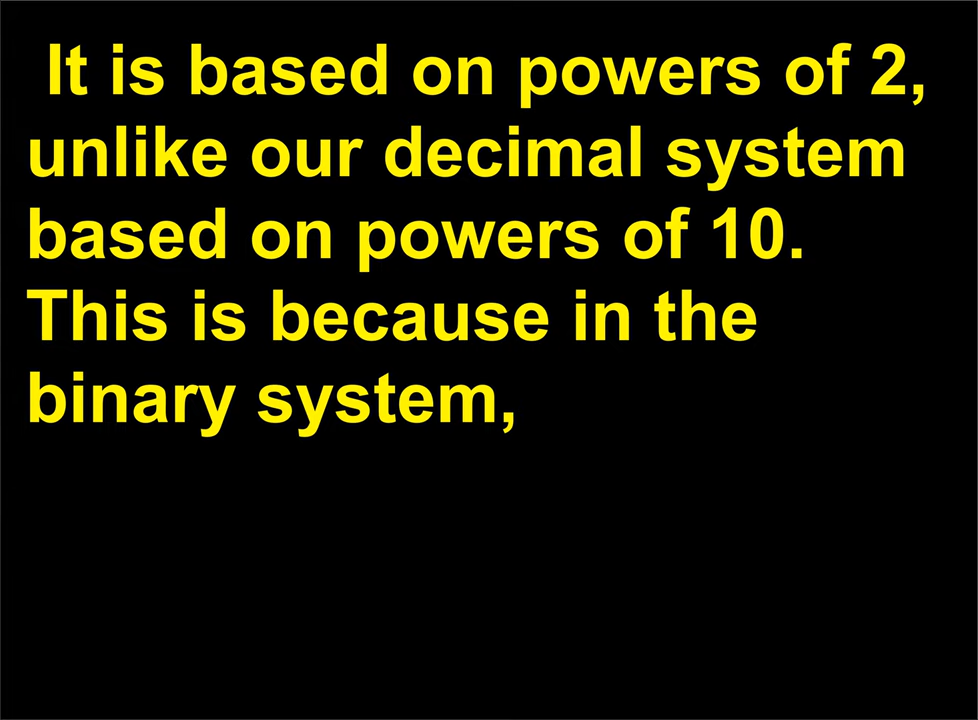 It is based on powers of 2,
unlike our decimal system
based on powers of 10.
This is because in the
binary system,